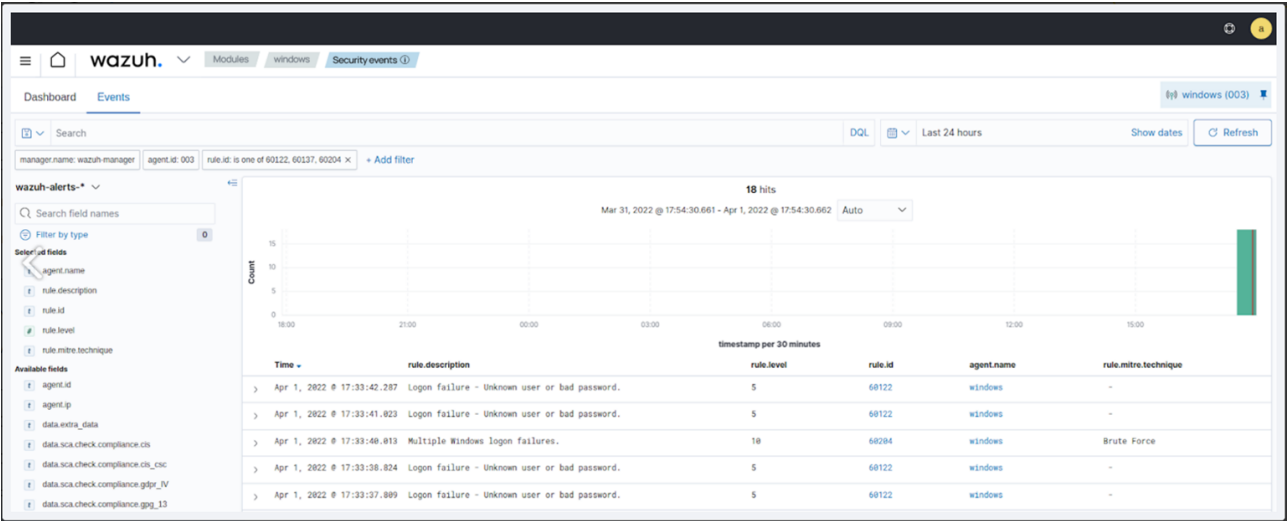 a
wazuh. Modules windows Security events
Dashboard Events windows (003)
Search DQL Last 24 hours Show dates Refresh
manager.name: wazuh-manager agent.id: 003 rule.id: is one of 60122, 60137, 60204 × + Add filter
wazuh-alerts-*
18 hits
Mar 31, 2022 @ 17:54:30.661 - Apr 1, 2022 @ 17:54:30.662 Auto
Search field names
Filter by type 0
Selected fields
t agent.name
t rule.description
t rule.id
# rule.level
t rule.mitre.technique
Available fields
t agent.id
t agent.ip
t data.extra_data
t data.sca.check.compliance.cis
t data.sca.check.compliance.cis_csc
t data.sca.check.compliance.gdpr_IV
t data.sca.check.compliance.gpg_13
Count
15
10
5
0
18:00 21:00 00:00 03:00 06:00 09:00 12:00 15:00
timestamp per 30 minutes
Time rule.description rule.level rule.id agent.name rule.mitre.technique
Apr 1, 2022 @ 17:33:42.287 Logon failure - Unknown user or bad password. 5 60122 windows -
Apr 1, 2022 @ 17:33:41.023 Logon failure - Unknown user or bad password. 5 60122 windows -
Apr 1, 2022 @ 17:33:40.013 Multiple Windows logon failures. 10 60204 windows Brute Force
Apr 1, 2022 @ 17:33:38.824 Logon failure - Unknown user or bad password. 5 60122 windows -
Apr 1, 2022 @ 17:33:37.809 Logon failure - Unknown user or bad password. 5 60122 windows -